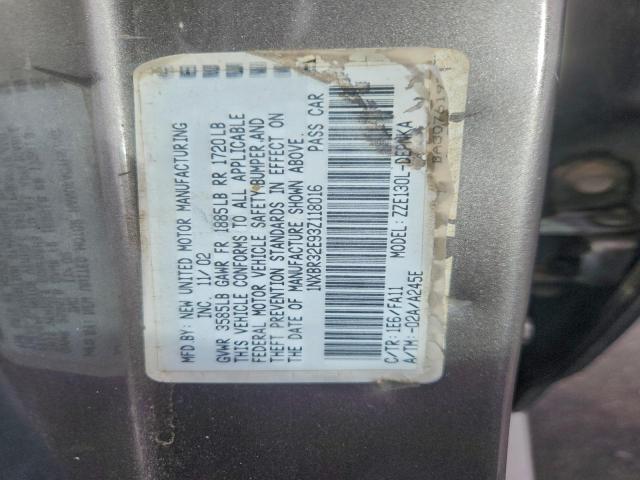 MFD.BY: NEW UNITED MOTOR MANUFACTURING
INC. 11/02
GVWR 3585LB GAWR FR 1885LB RR 1720LB
THIS VEHICLE CONFORMS TO ALL APPLICABLE
FEDERAL MOTOR VEHICLE SAFETY, BUMPER, AND
THEFT PREVENTION STANDARDS IN EFFECT ON
THE DATE OF MANUFACTURE SHOWN ABOVE.
1NXBR32E93Z118016 PASS CAR
C/TR: 1E6/FA11 MODEL: ZZE130L-DEPNKA
A/TM: -02A/A245E